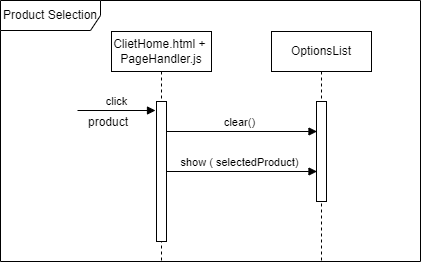 Product Selection
ClietHome.html +
PageHandler.js
OptionsList
click
product
clear()
show ( selectedProduct)